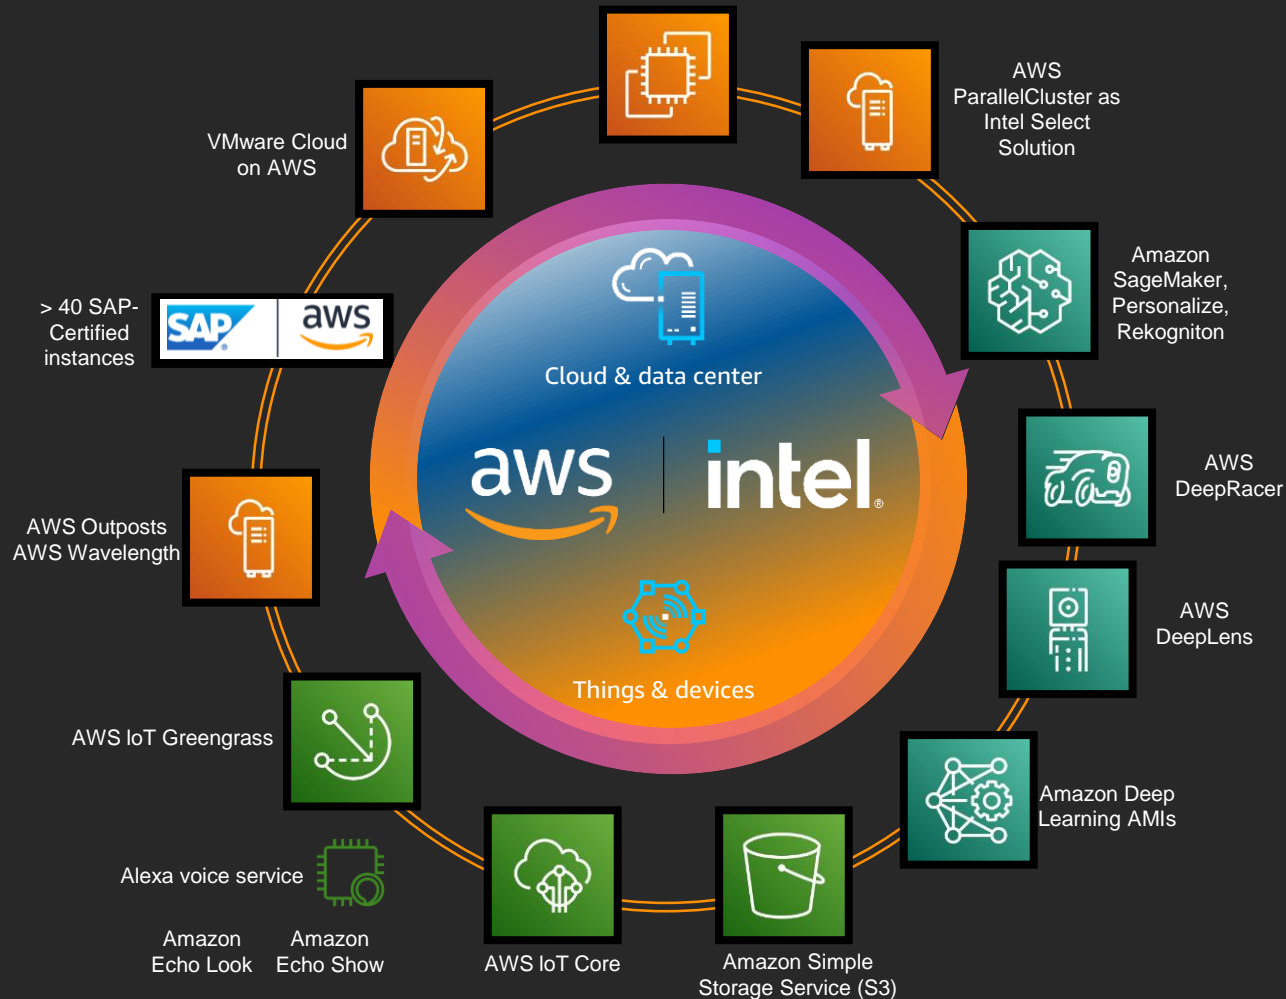 AWS
ParallelCluster as
Intel Select
Solution
VMware Cloud
on AWS
Amazon
SageMaker,
Personalize,
Rekogniton
> 40 SAP-
Certified
instances
SAP
®
aws
Cloud & data center
aws
intel®
AWS
DeepRacer
AWS Outposts
AWS Wavelength
AWS
DeepLens
Things & devices
AWS IoT Greengrass
Amazon Deep
Learning AMIs
Alexa voice service
Amazon
Echo Look
Amazon
Echo Show
AWS IoT Core
Amazon Simple
Storage Service (S3)